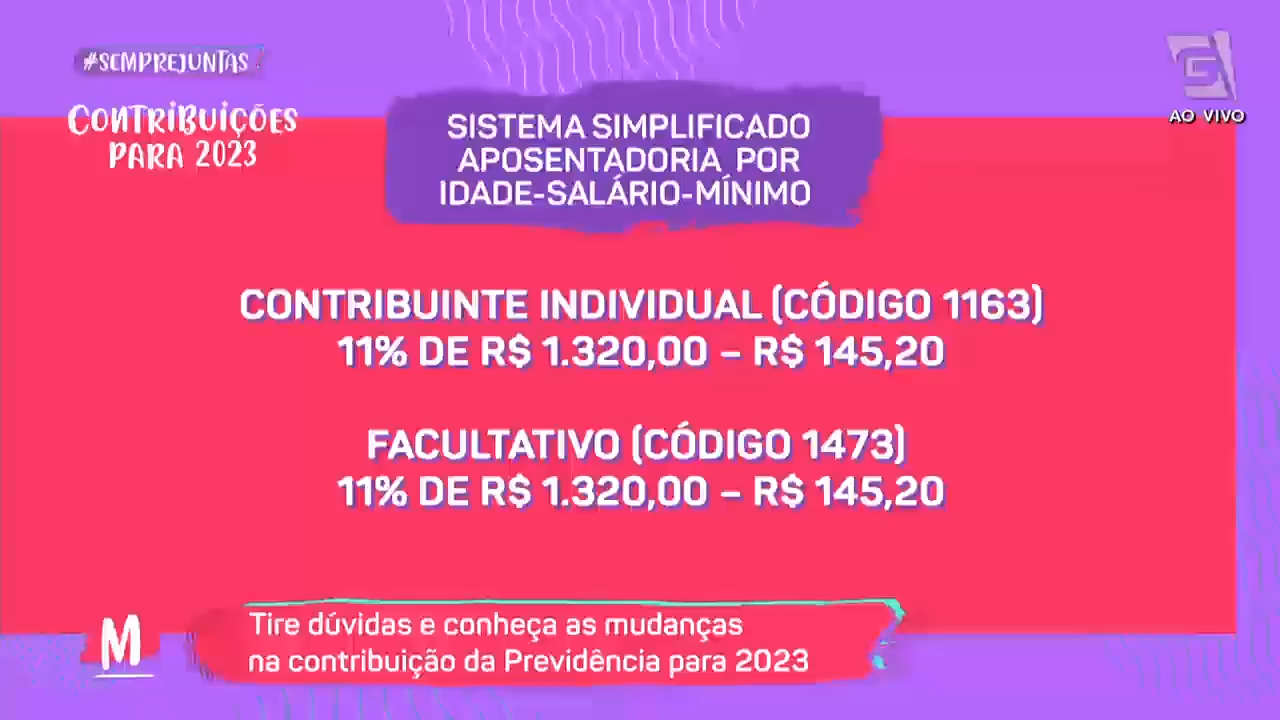 #SEMPREJUNTAS
CONTRIBUIÇÕES
PARA 2023
G
AO VIVO
SISTEMA SIMPLIFICADO
APOSENTADORIA POR
IDADE-SALÁRIO-MÍNIMO
CONTRIBUINTE INDIVIDUAL (CÓDIGO 1163)
11% DE R$ 1.320,00 – R$ 145,20
FACULTATIVO (CÓDIGO 1473)
11% DE R$ 1.320,00 – R$ 145,20
M
Tire dúvidas e conheça as mudanças
na contribuição da Previdência para 2023